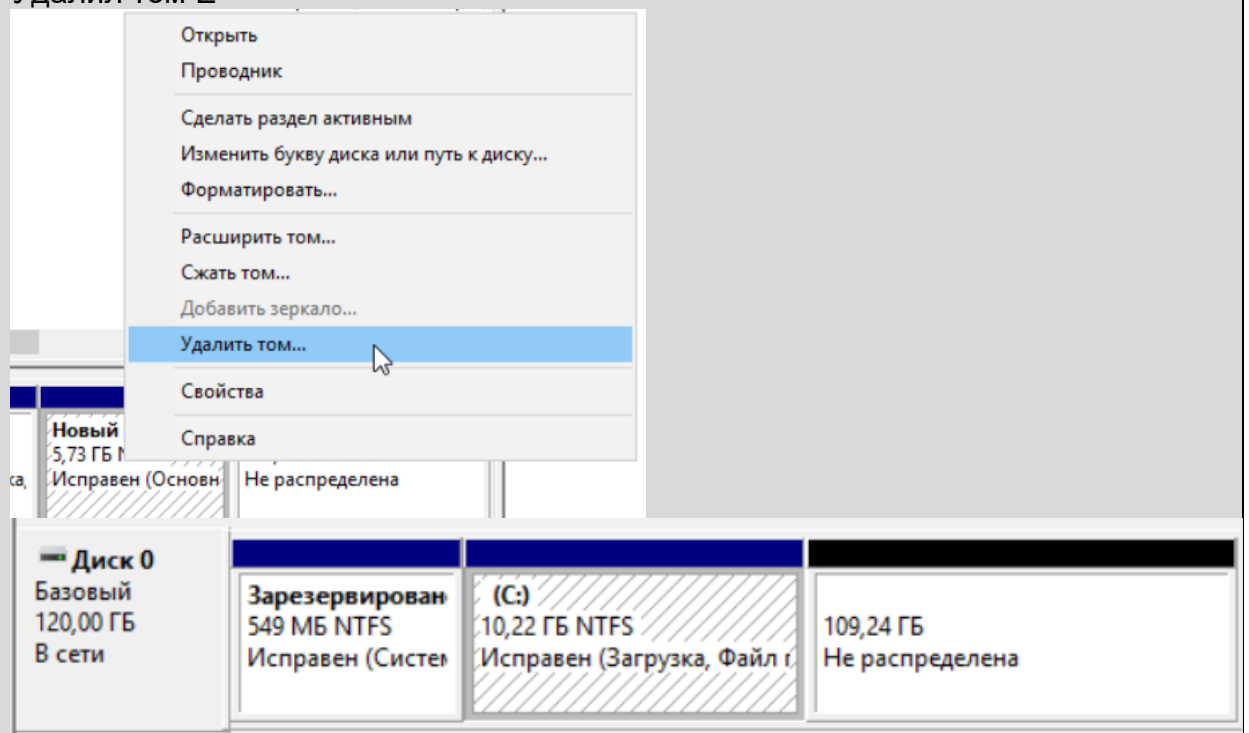 Удалил том E
Открыть
Проводник
Сделать раздел активным
Изменить букву диска или путь к диску...
Форматировать...
Расширить том...
Сжать том...
Добавить зеркало...
Удалить том...
Свойства
Справка
Новый
5,73 ГБ N
Исправен (Основн
Не распределена
Диск 0
Базовый
120,00 ГБ
В сети
Зарезервирован
549 МБ NTFS
Исправен (Систем
(C:)
10,22 ГБ NTFS
Исправен (Загрузка, Файл п
109,24 ГБ
Не распределена